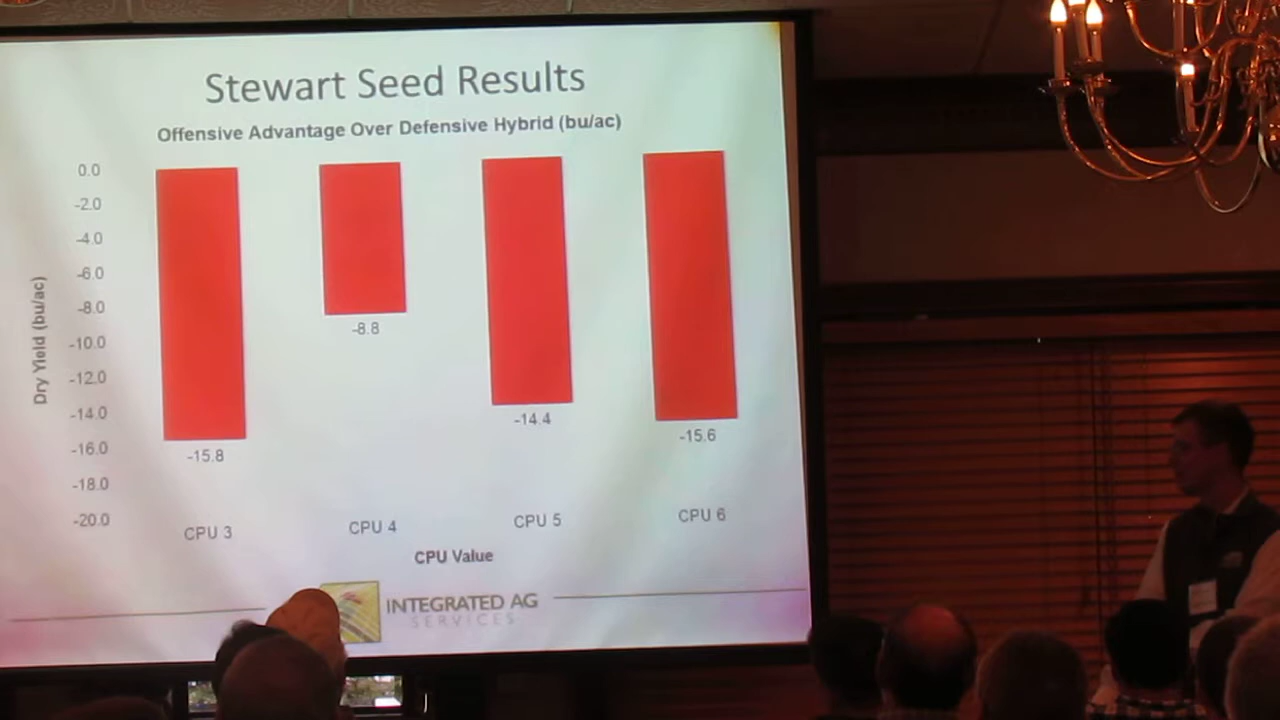 Stewart Seed Results
Offensive Advantage Over Defensive Hybrid (bu/ac)
Dry Yield (bu/ac)
0.0
-2.0
-4.0
-6.0
-8.0
-10.0
-12.0
-14.0
-16.0
-18.0
-20.0
-15.8
-8.8
-14.4
-15.6
CPU 3
CPU 4
CPU 5
CPU 6
CPU Value
INTEGRATED AG
SERVICES